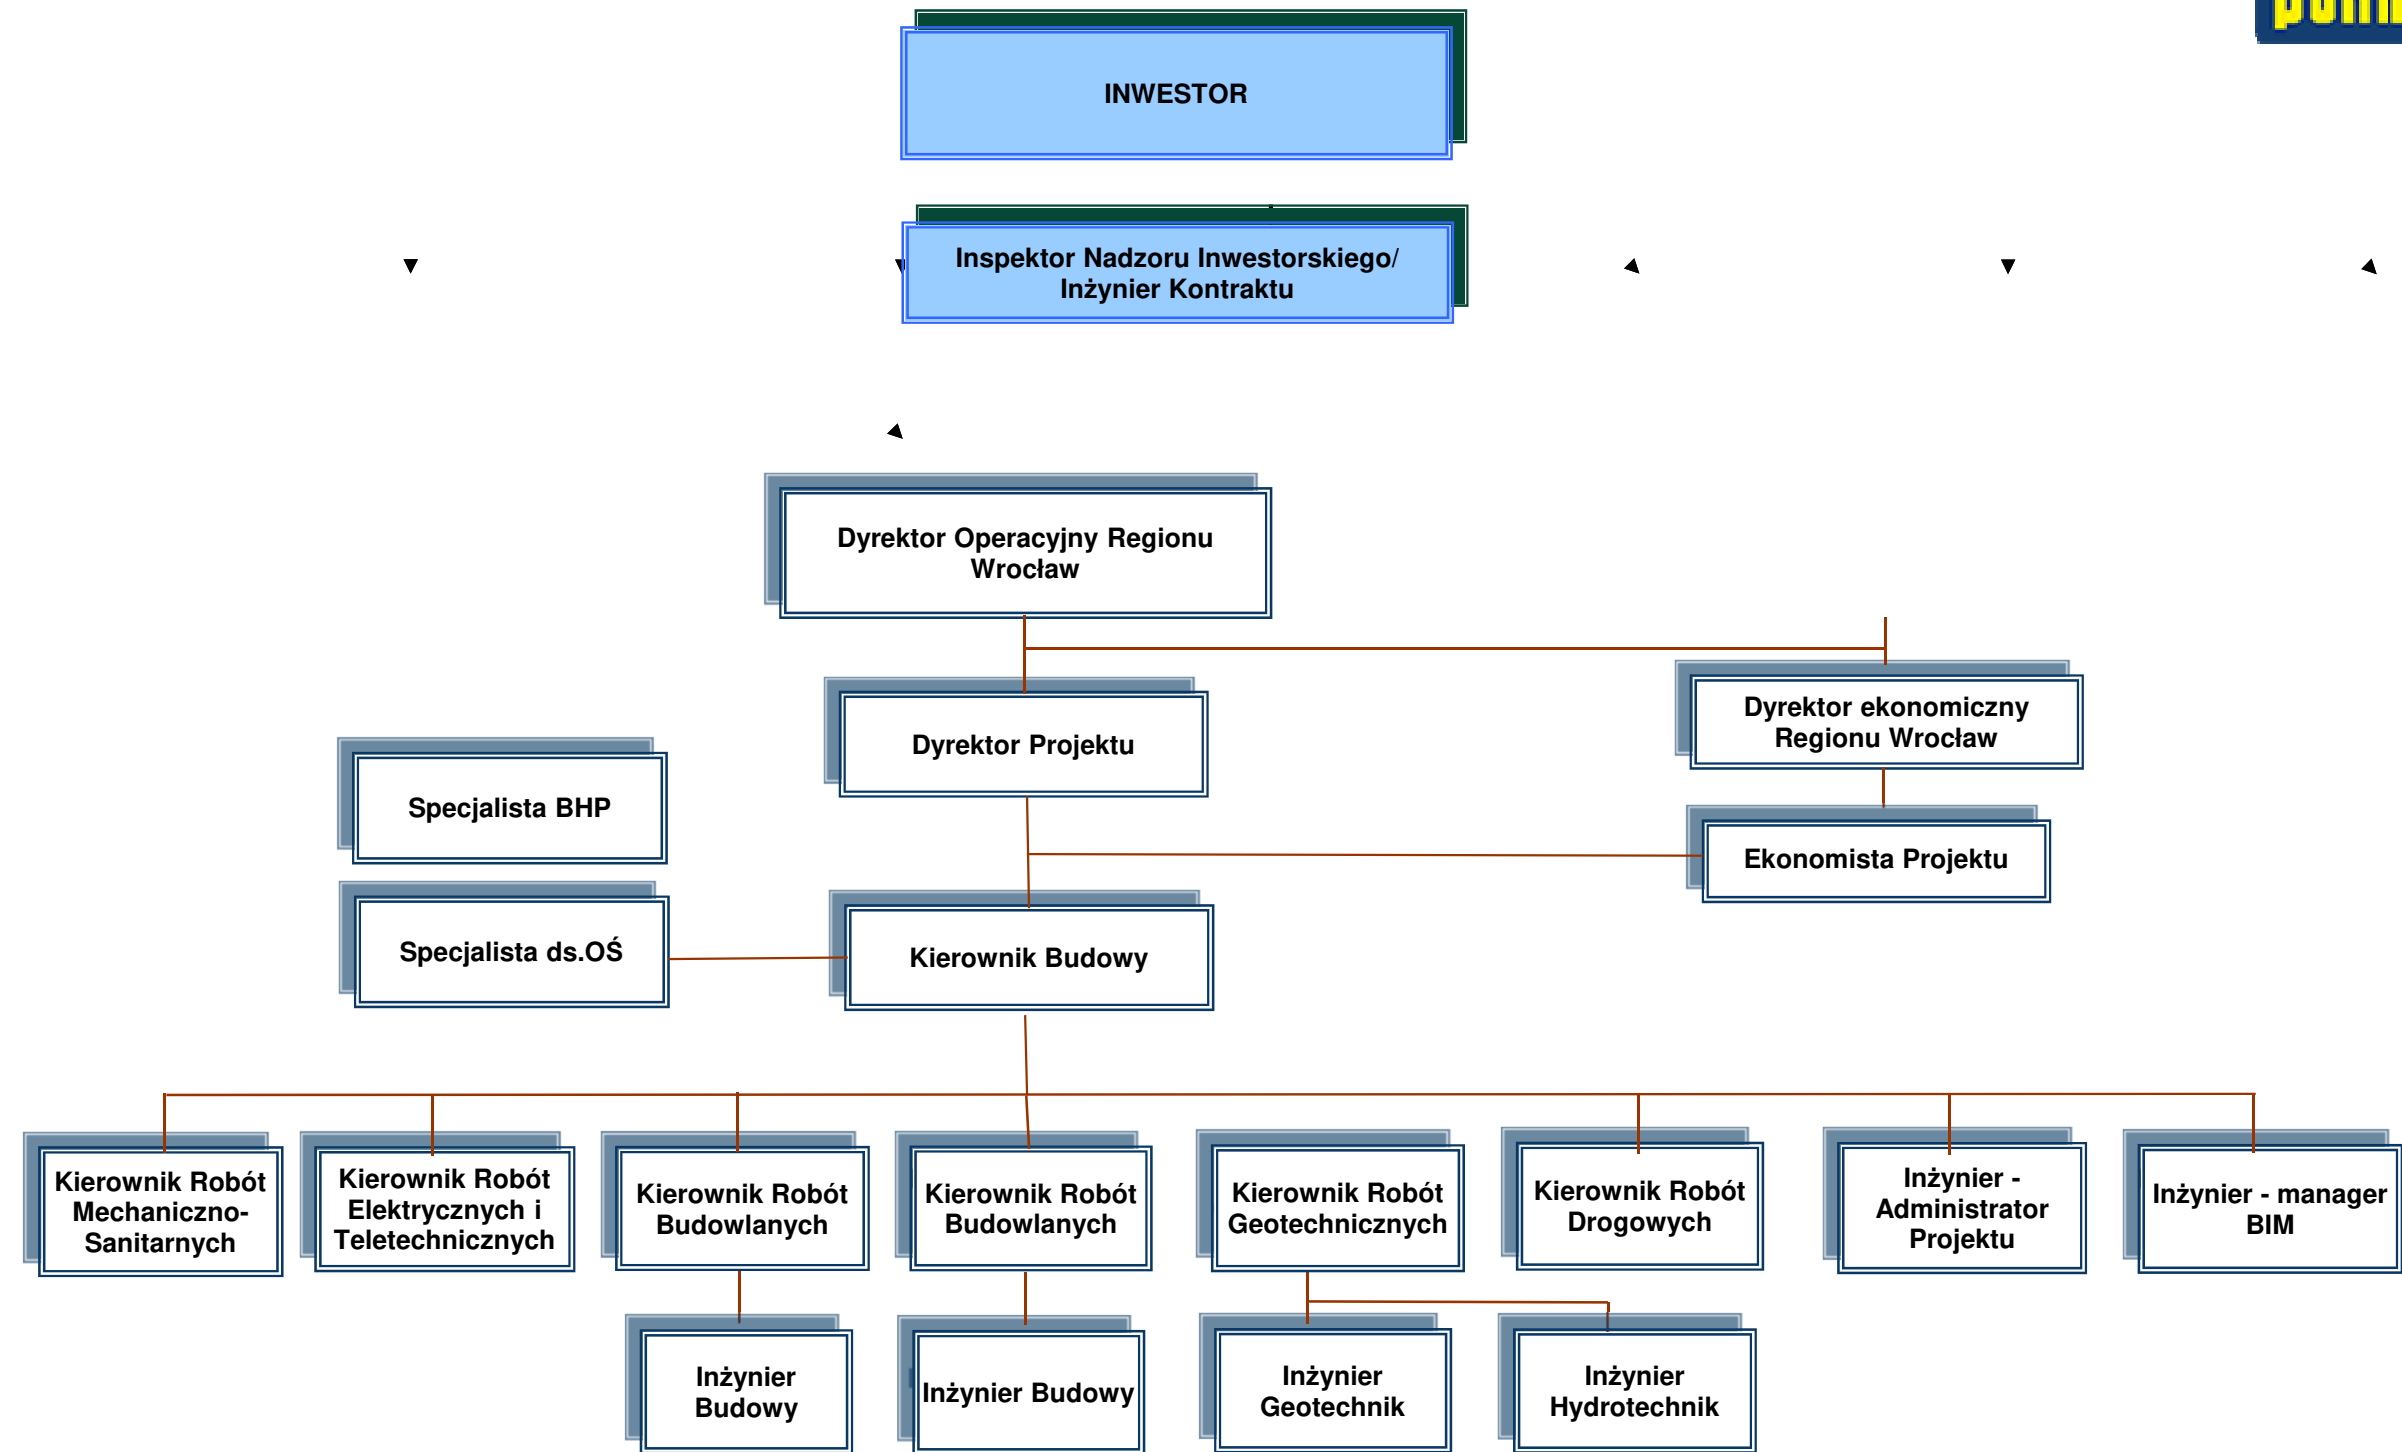 INWESTOR
Inspektor Nadzoru Inwestorskiego/
Inżynier Kontraktu
Dyrektor Operacyjny Regionu
Wrocław
Dyrektor Projektu
Dyrektor ekonomiczny
Regionu Wrocław
Specjalista BHP
Ekonomista Projektu
Specjalista ds.OŚ
Kierownik Budowy
Kierownik Robót
Mechaniczno-
Sanitarnych
Kierownik Robót
Elektrycznych i
Teletechnicznych
Kierownik Robót
Budowlanych
Kierownik Robót
Budowlanych
Kierownik Robót
Geotechnicznych
Kierownik Robót
Drogowych
Inżynier -
Administrator
Projektu
Inżynier - manager
BIM
Inżynier
Budowy
Inżynier Budowy
Inżynier
Geotechnik
Inżynier
Hydrotechnik